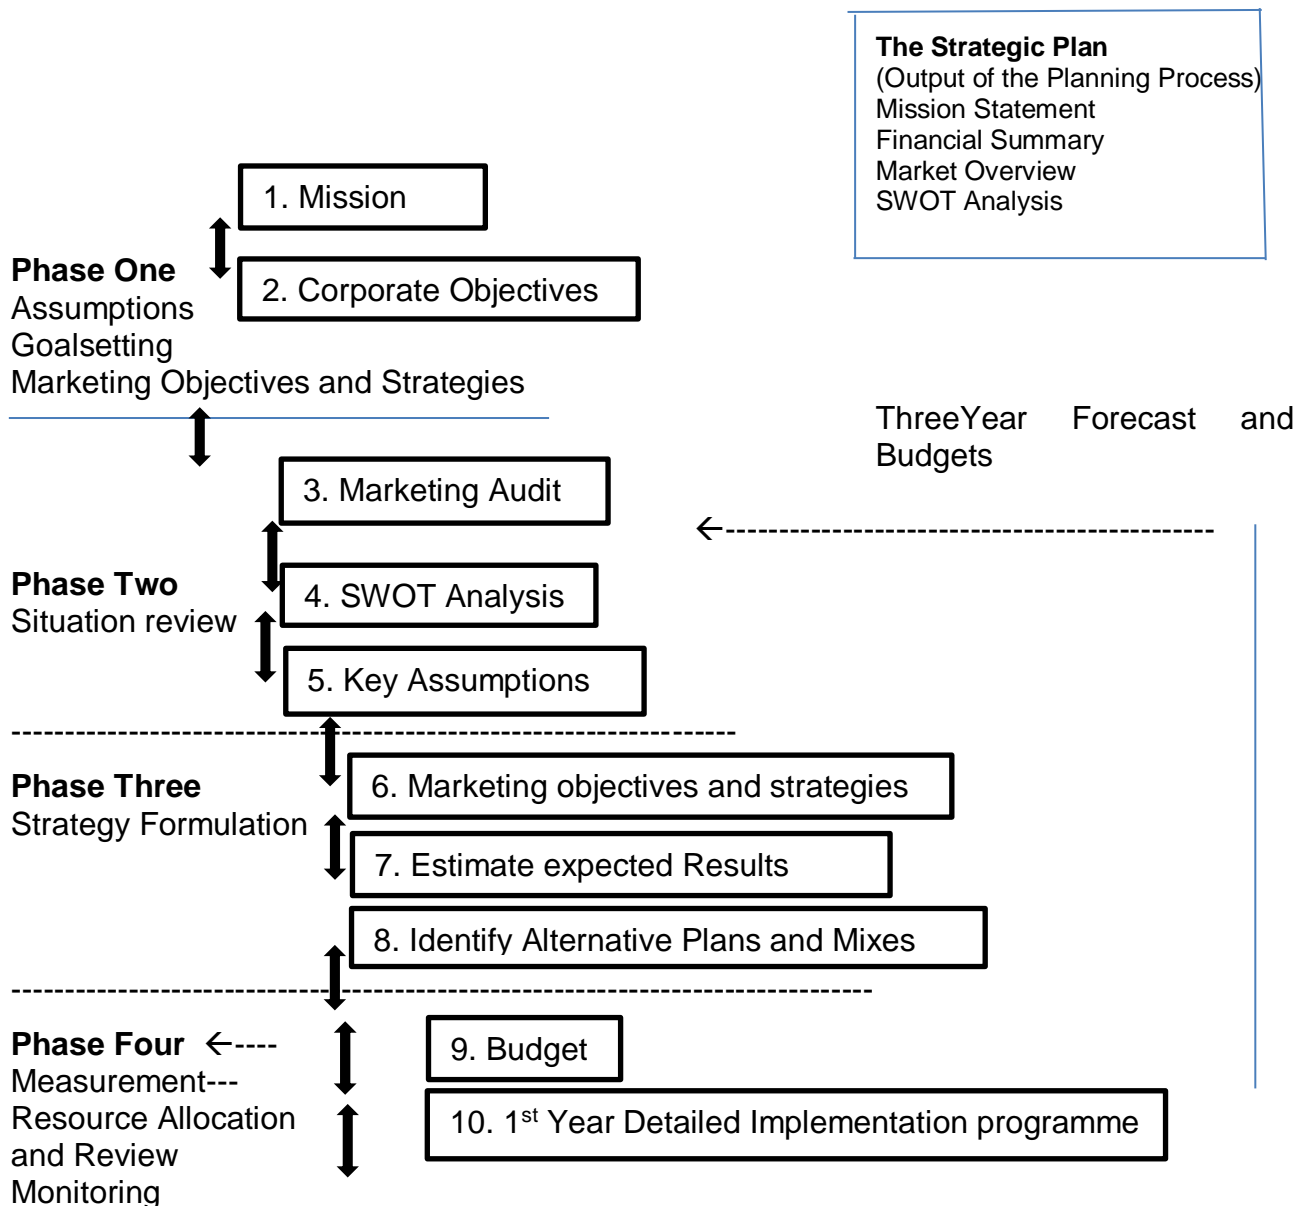 The Strategic Plan
(Output of the Planning Process)
Mission Statement
Financial Summary
Market Overview
SWOT Analysis
1. Mission
2. Corporate Objectives
Phase One
Assumptions
Goalsetting
Marketing Objectives and Strategies
ThreeYear Forecast and
Budgets
3. Marketing Audit
Phase Two
Situation review
4. SWOT Analysis
5. Key Assumptions
Phase Three
Strategy Formulation
6. Marketing objectives and strategies
7. Estimate expected Results
8. Identify Alternative Plans and Mixes
Phase Four ←----
Measurement---
Resource Allocation
and Review
Monitoring
9. Budget
10. 1st Year Detailed Implementation programme